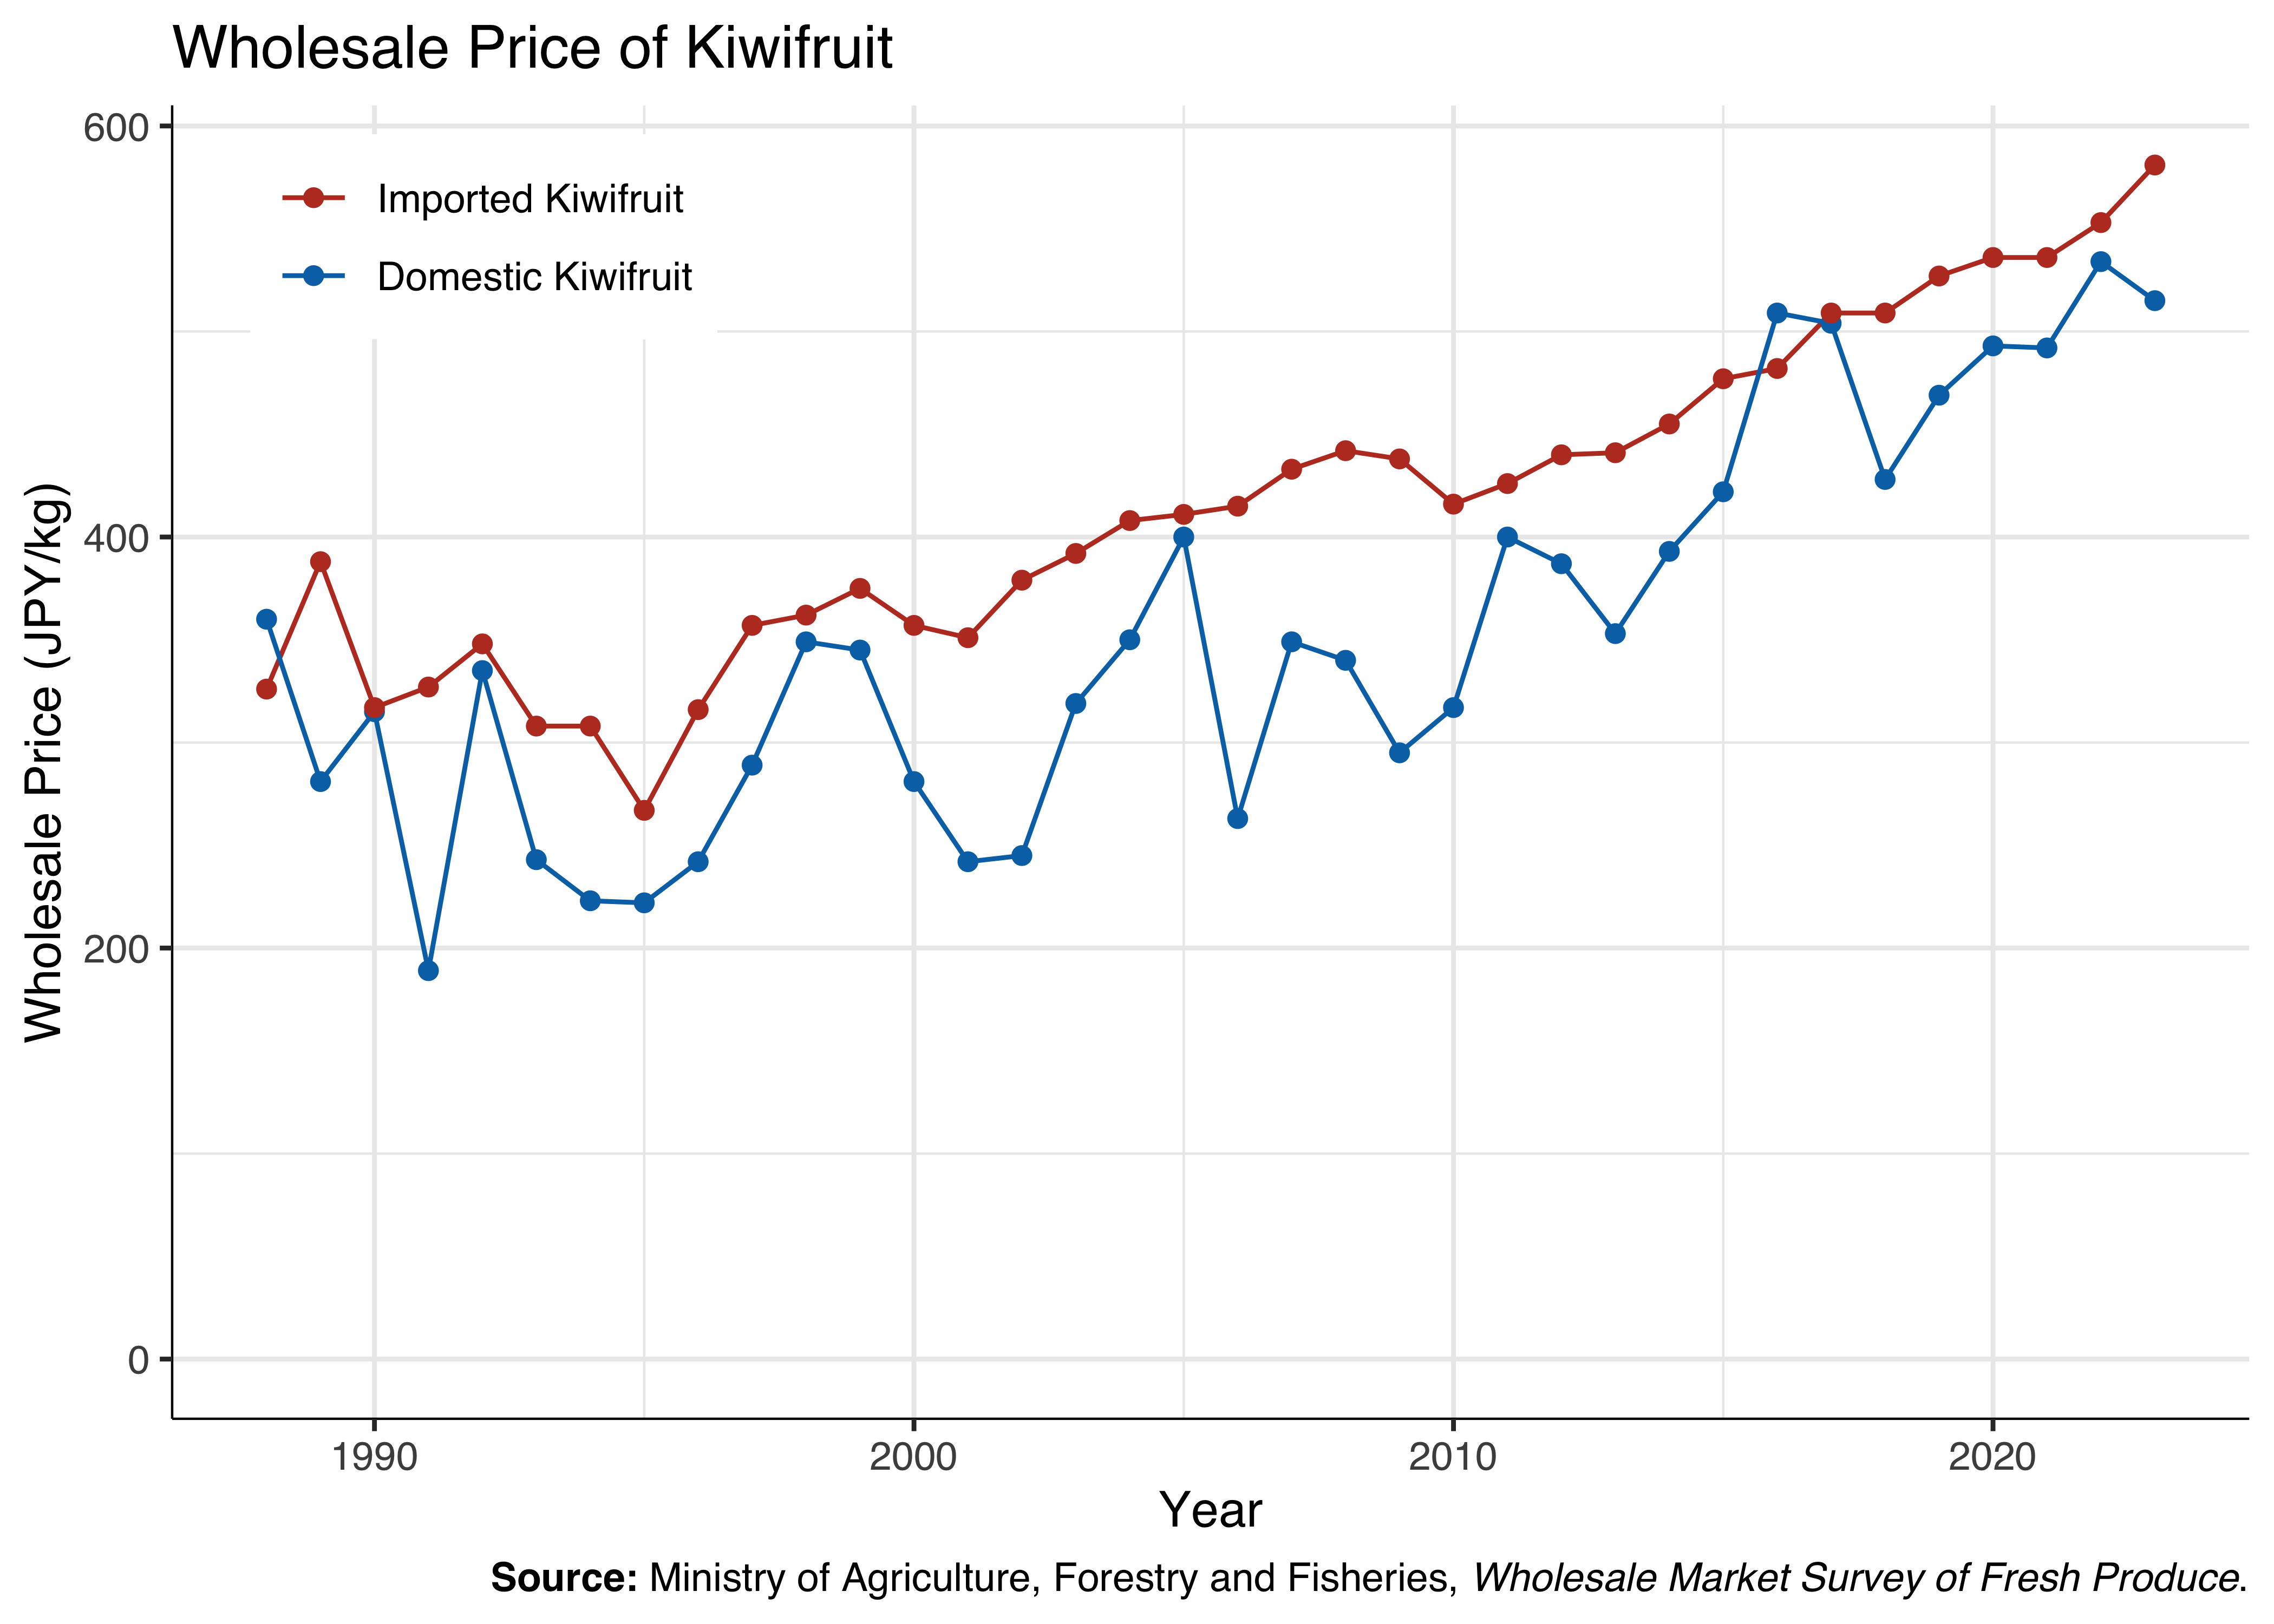 Wholesale Price of Kiwifruit
600
Imported Kiwifruit
Domestic Kiwifruit
400
200
0
Wholesale Price (JPY/kg)
1990 2000 2010 2020
Year
Source: Ministry of Agriculture, Forestry and Fisheries, Wholesale Market Survey of Fresh Produce.